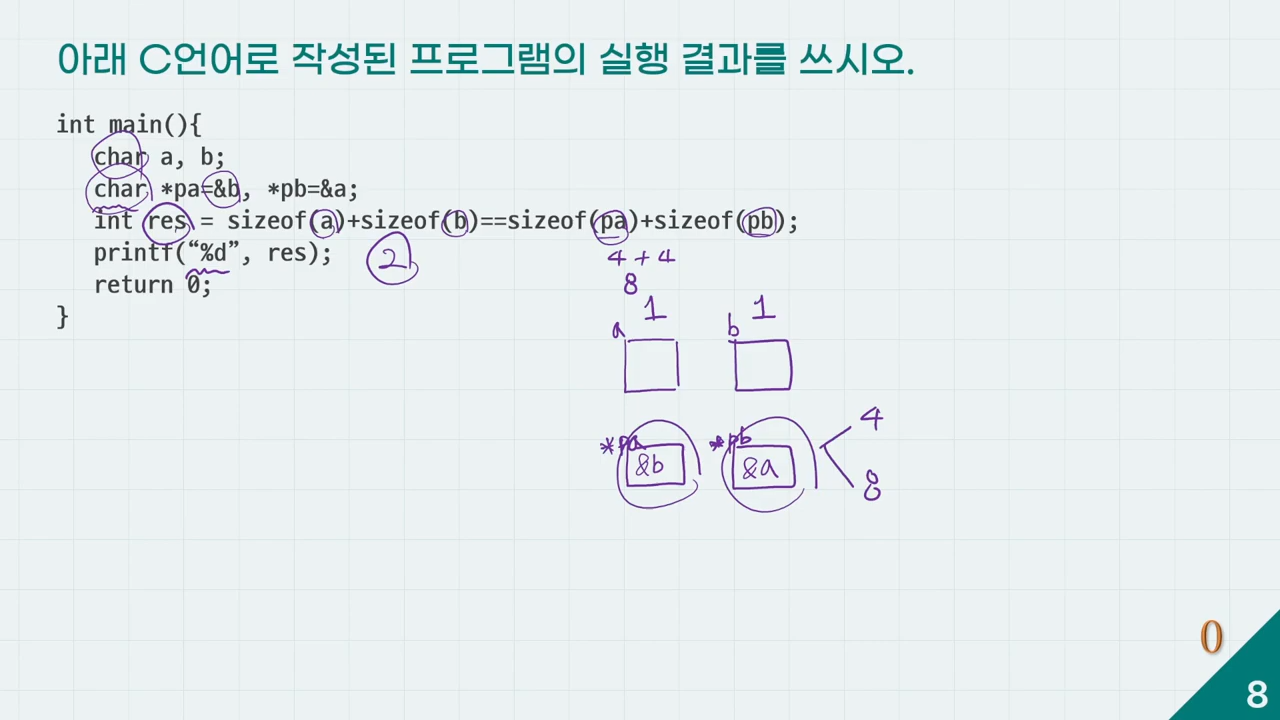 아래 C언어로 작성된 프로그램의 실행 결과를 쓰시오.
int main(){
char a, b;
char *pa=&b, *pb=&a;
int res = sizeof(a)+sizeof(b)==sizeof(pa)+sizeof(pb);
printf(“%d”, res);
2
4 + 4
return 0;
8
}
1 1
a b
*pa *pb 4
&b &a
8
0
8